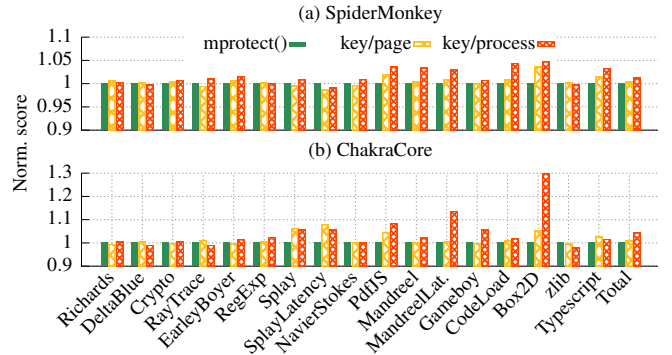 (a) SpiderMonkey
mprotect() key/page key/process
1.1
1.05
1
0.95
0.9
Norm. score
(b) ChakraCore
1.3
1.2
1.1
1
0.9
Richards
DeltaBlue
Crypto
RayTrace
EarleyBoyer
RegExp
Splay
SplayLatency
NavierStokes
PdfJS
Mandreel
MandreelLat.
Gameboy
CodeLoad
Box2D
zlib
Typescript
Total